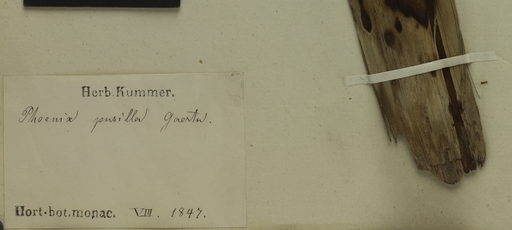 Herb. Kummer.
Phoenix pusilla Gaertn.
Hort. bot. monac. VIII. 1847.